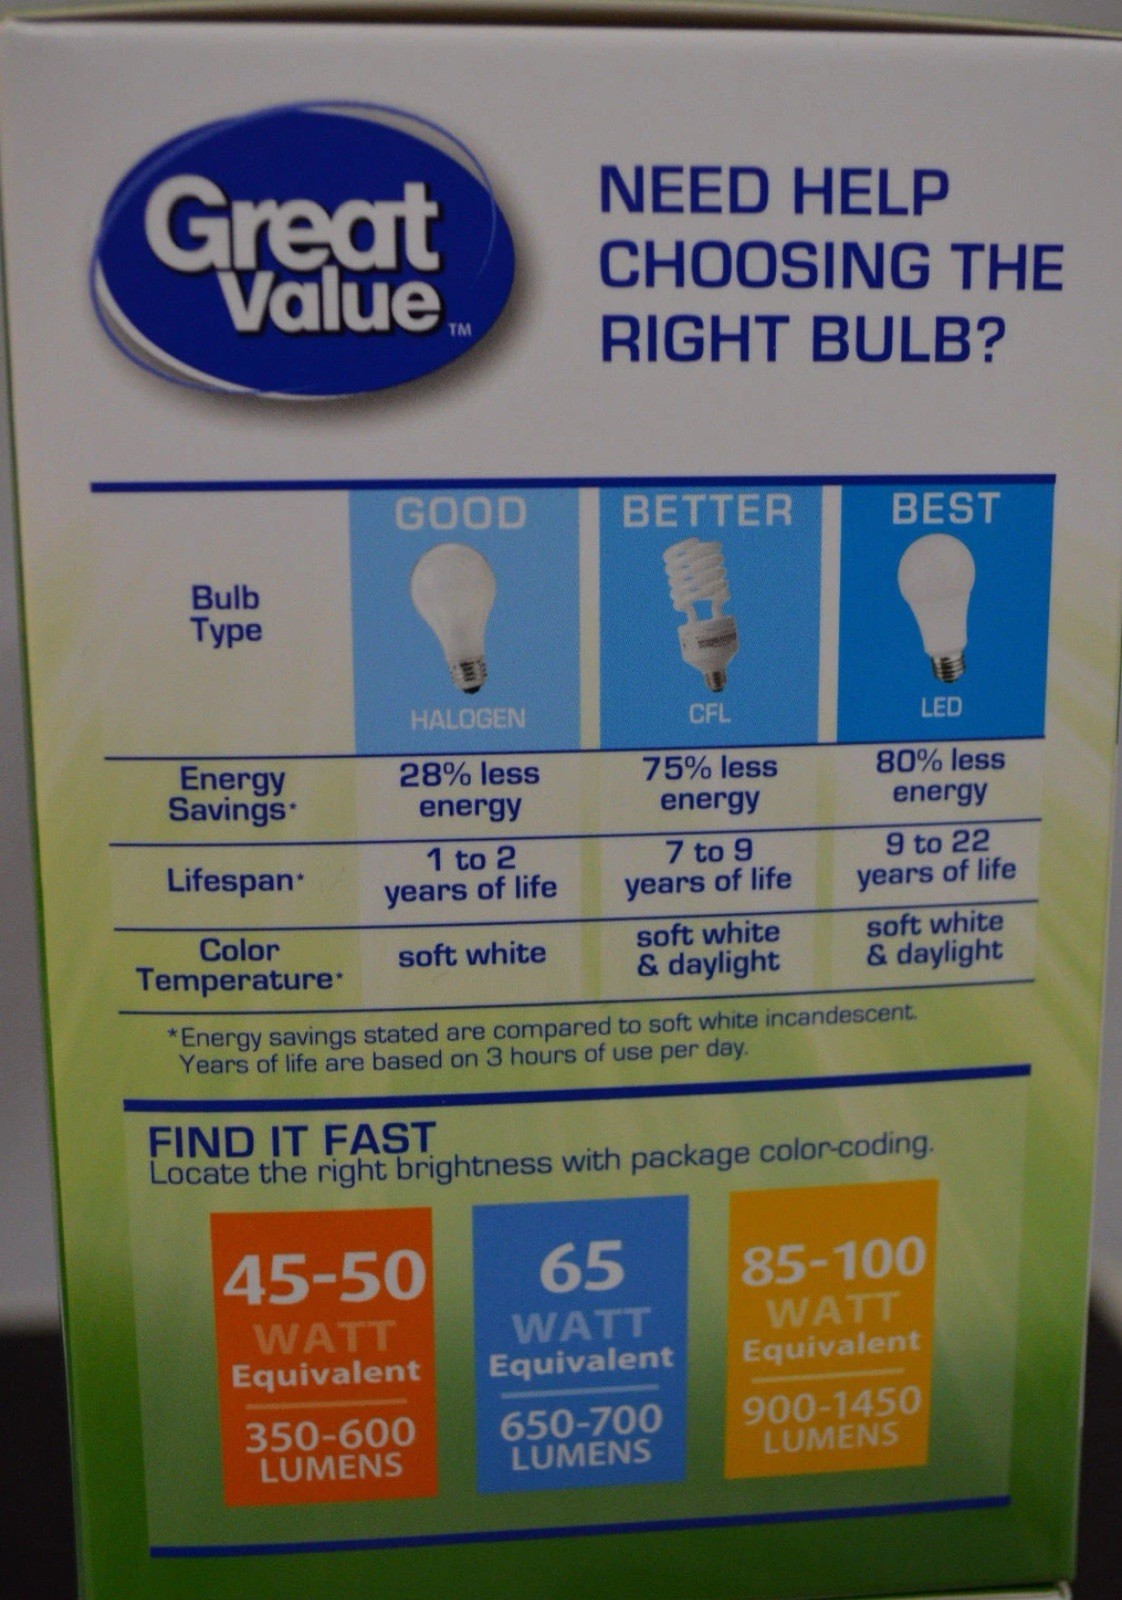 Great
Value™
NEED HELP
CHOOSING THE
RIGHT BULB?
GOOD
BETTER
BEST
Bulb
Type
HALOGEN
CFL
LED
Energy
Savings*
28% less
energy
75% less
energy
80% less
energy
Lifespan*
1 to 2
years of life
7 to 9
years of life
9 to 22
years of life
Color
Temperature*
soft white
soft white
& daylight
soft white
& daylight
*Energy savings stated are compared to soft white incandescent.
Years of life are based on 3 hours of use per day.
FIND IT FAST
Locate the right brightness with package color-coding.
45-50
WATT
Equivalent
350-600
LUMENS
65
WATT
Equivalent
650-700
LUMENS
85-100
WATT
Equivalent
900-1450
LUMENS